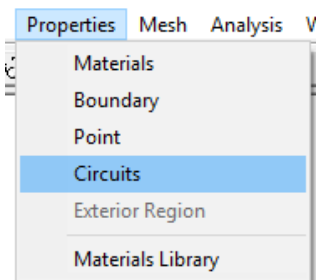 Properties Mesh Analysis
Materials
Boundary
Point
Circuits
Exterior Region
Materials Library